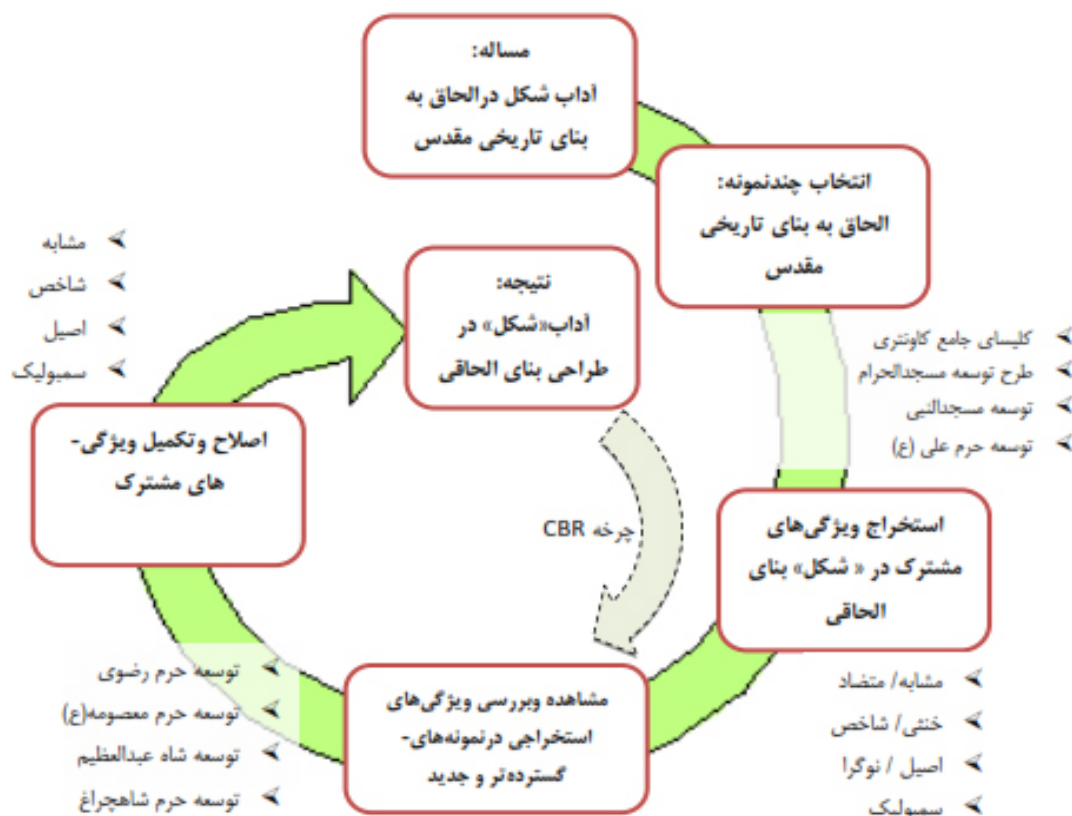 مساله:
آداب شکل درالحاق به
بنای تاریخی مقدس
انتخاب چندنمونه:
الحاق به بنای تاریخی
مقدس
کلیسای جامع کاونتری
طرح توسعه مسجدالحرام
توسعه مسجدالنبی
توسعه حرم علی (ع)
استخراج ویژگی‌های
مشترک در « شکل» بنای
الحاقی
مشابه/ متضاد
خنثی/ شاخص
اصیل / نوگرا
سمبولیک
مشاهده وبررسی ویژگی‌های
استخراجی درنمونه‌های-
گسترده‌تر و جدید
توسعه حرم رضوی
توسعه حرم معصومه(ع)
توسعه شاه عبدالعظیم
توسعه حرم شاهچراغ
اصلاح وتکمیل ویژگی-
های مشترک
مشابه
شاخص
اصیل
سمبولیک
نتیجه:
آداب«شکل» در
طراحی بنای الحاقی
چرخه CBR